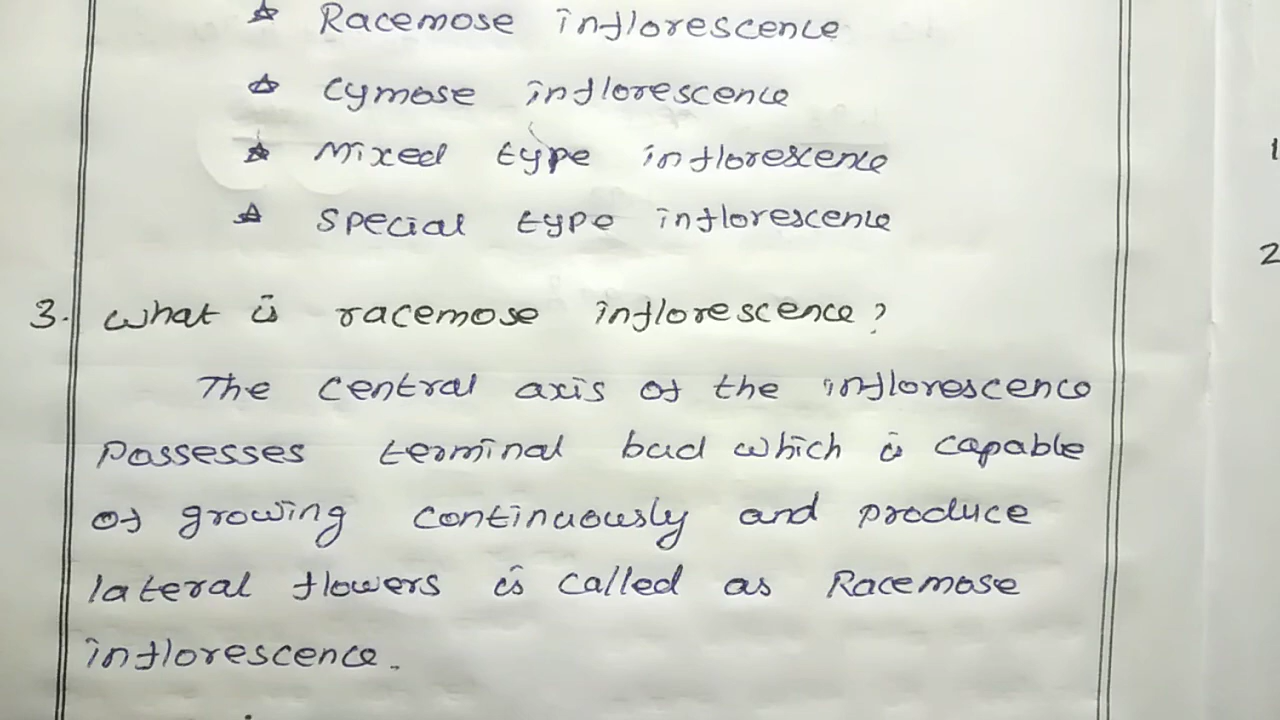 ☆ Racemose inflorescence
☆ Cymose inflorescence
☆ Mixed type inflorescence
☆ Special type inflorescence
3. What is racemose inflorescence?
The central axis of the inflorescence
possesses terminal bud which is capable
of growing continuously and produce
lateral flowers is called as Racemose
inflorescence.
1
2